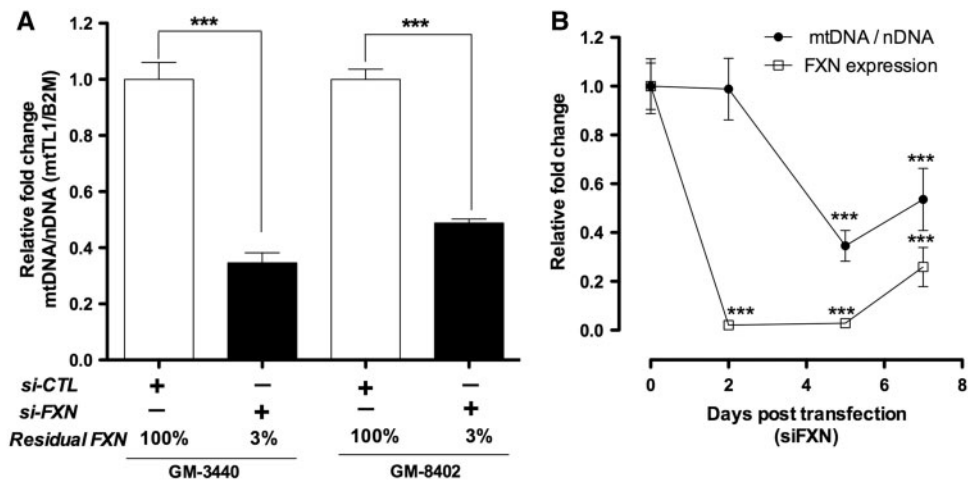 A
Relative fold change
mtDNA/nDNA (mtTL1/B2M)
1.2
1.0
0.8
0.6
0.4
0.2
0.0
***
***
si-CTL + − + −
si-FXN − + − +
Residual FXN 100% 3% 100% 3%
GM-3440 GM-8402
B
mtDNA / nDNA
FXN expression
Relative fold change
1.2
1.0
0.8
0.6
0.4
0.2
0.0
***
***
***
***
***
0 2 4 6 8
Days post transfection
(siFXN)